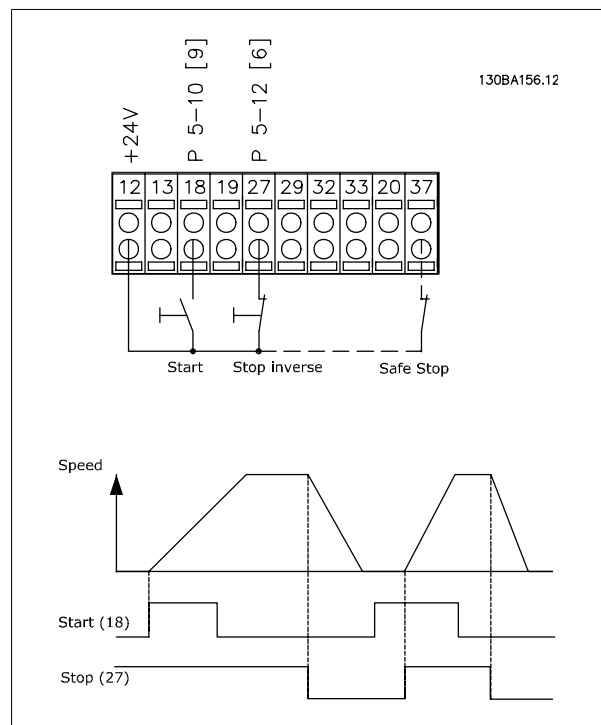 130BA156.12
+24V
P 5-10 [9]
P 5-12 [6]
12 13 18 19 27 29 32 33 20 37
Start Stop inverse Safe Stop
Speed
Start (18)
Stop (27)